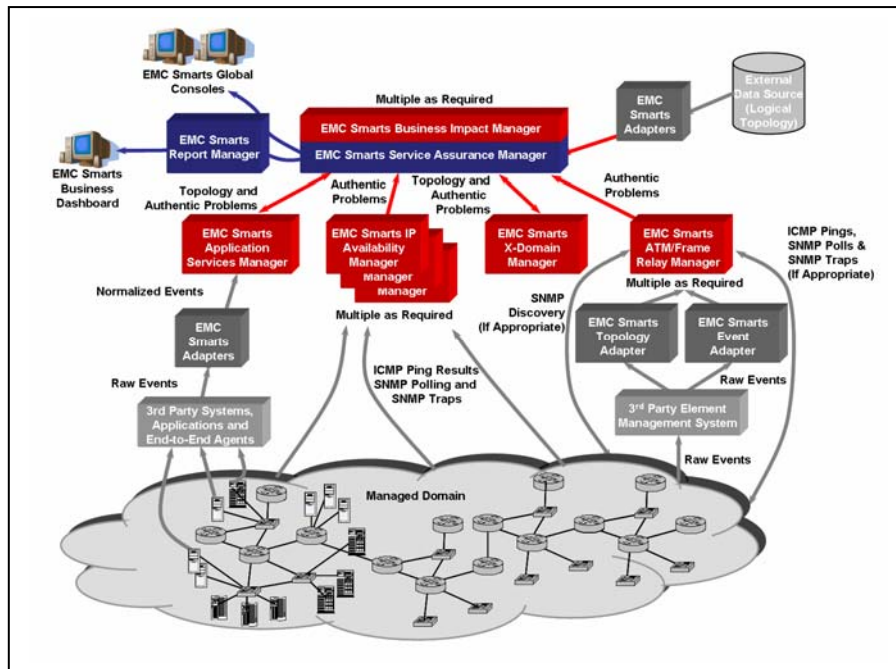 EMC Smarts Global
Consoles
Multiple as Required
EMC
Smarts
Adapters
External
Data Source
(Logical
Topology)
EMC Smarts Business Impact Manager
EMC Smarts
Report Manager
EMC Smarts Service Assurance Manager
EMC Smarts
Business
Dashboard
Topology and
Authentic Problems
Authentic
Problems
Topology and
Authentic
Problems
Authentic
Problems
EMC Smarts
Application
Services Manager
EMC Smarts IP
Availability
Manager
Manager
Manager
EMC Smarts
X-Domain
Manager
EMC Smarts
ATM/Frame
Relay Manager
ICMP Pings,
SNMP Polls &
SNMP Traps
(If Appropriate)
Multiple as Required
Normalized Events
Multiple as Required
SNMP
Discovery
(If Appropriate)
EMC
Smarts
Adapters
EMC Smarts
Topology
Adapter
EMC Smarts
Event
Adapter
Raw Events
ICMP Ping Results
SNMP Polling and
SNMP Traps
Raw Events
3rd Party Systems,
Applications and
End-to-End Agents
3rd Party Element
Management System
Raw Events
Managed Domain